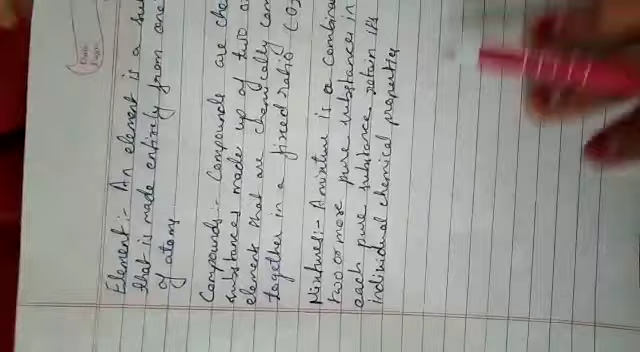 Element:- An element is a
that is made entirely from one
of atoms.
Compounds:- Compounds are che
substances made up of two or
element that are chemically com
together in a fixed ratio
Mixtures:- A mixture is a combina
two or more pure substances in
each pure substance retain its
individual chemical properties